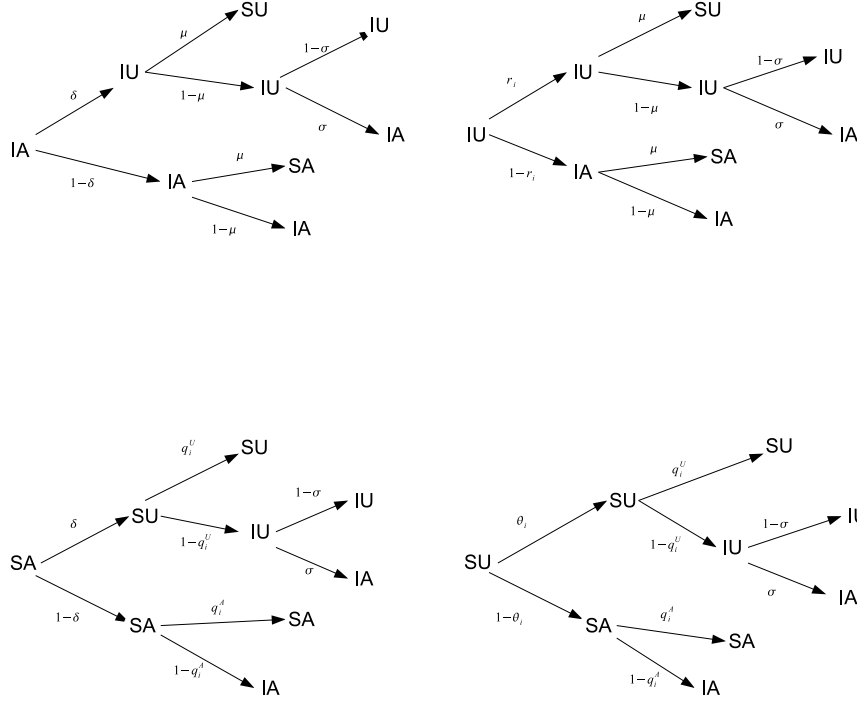 SU
μ
IU
1−σ
IU
1−μ
IU
δ
σ
IA
IA
μ
SA
1−δ
IA
1−μ
IA
SU
μ
1−σ
IU
r_i
IU
1−μ
IU
σ
IA
IU
μ
SA
1−r_i
IA
1−μ
IA
q_i^U
SU
1−σ
IU
δ
SU
1−q_i^U
IU
σ
IA
SA
q_i^A
SA
1−δ
SA
1−q_i^A
IA
SU
q_i^U
SU
θ_i
1−σ
IU
1−q_i^U
IU
σ
IA
SU
q_i^A
1−θ_i
SA
SA
1−q_i^A
IA